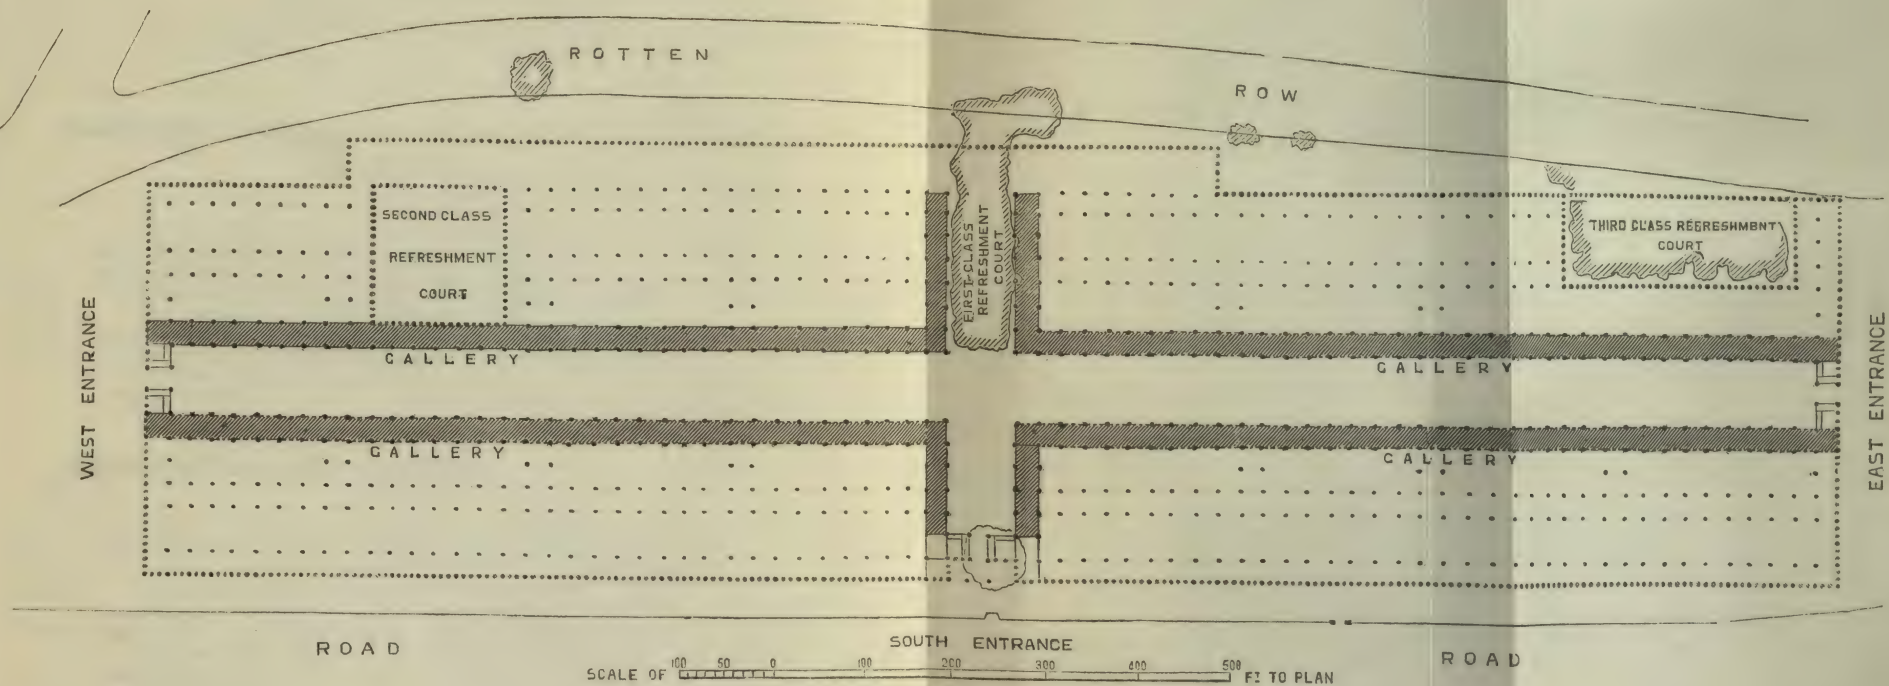 ROTTEN
ROW
SECOND CLASS
REFRESHMENT
COURT
FIRST-CLASS
REFRESHMENT
COURT
THIRD CLASS REFRESHMENT
COURT
WEST ENTRANCE
EAST ENTRANCE
GALLERY
GALLERY
GALLERY
GALLERY
SOUTH ENTRANCE
ROAD
ROAD
100 50 0 100 200 300 400 500
SCALE OF FT TO PLAN